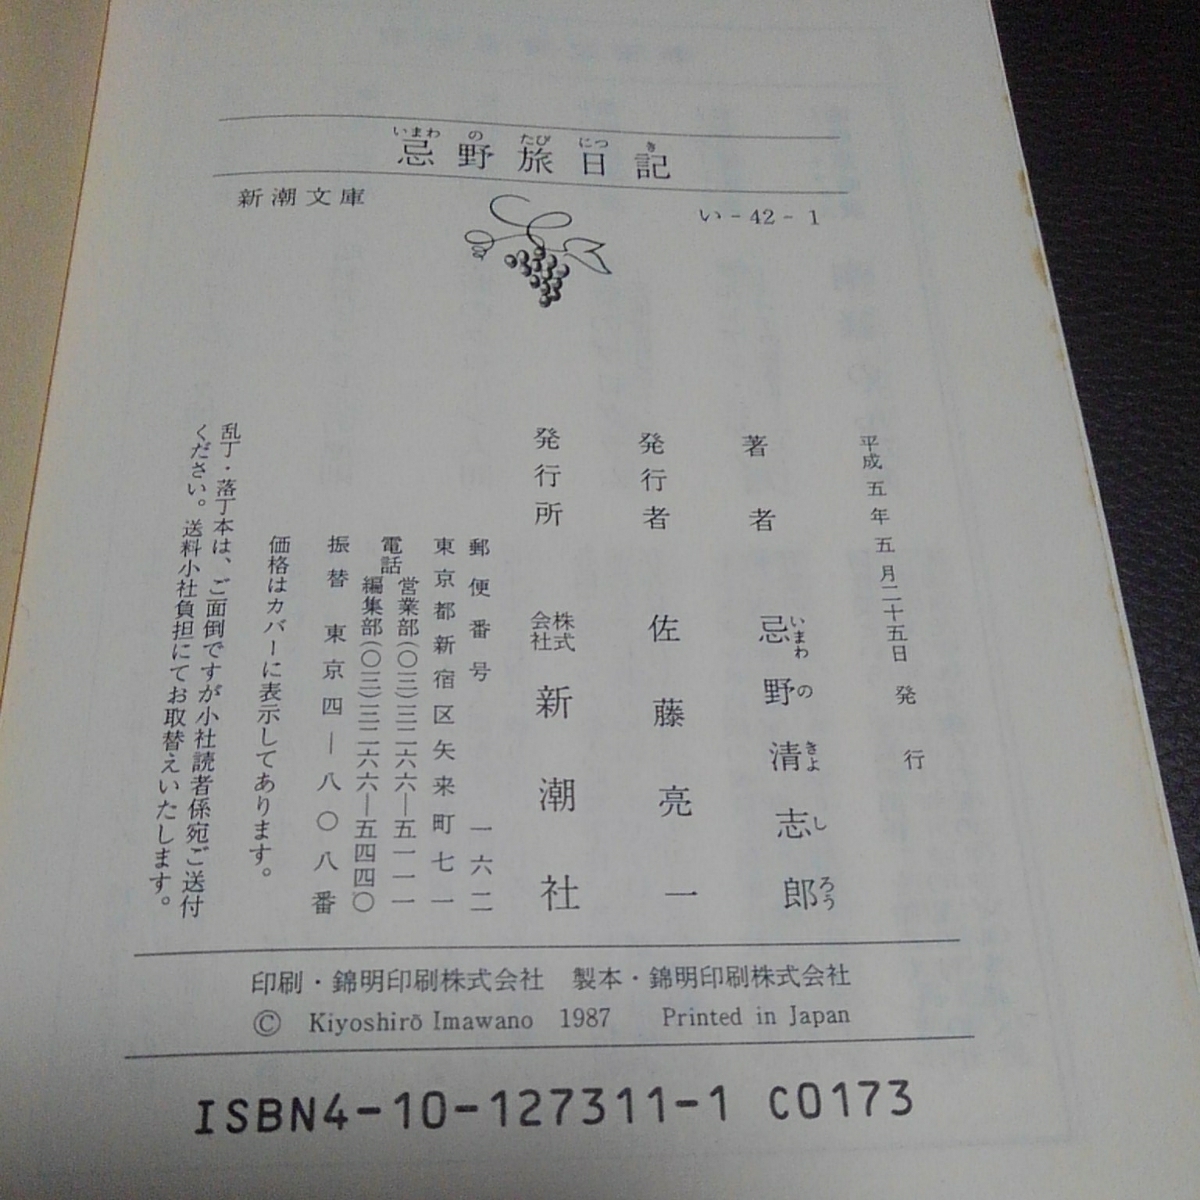 忌野旅日記
いまわ の たび にっ き
新潮文庫
い-42-1
平成五年五月二十五日 発行
著者 忌野清志郎
いまわ の きよ し ろう
発行者 佐藤亮一
発行所 株式会社 新潮社
郵便番号 一六二
東京都新宿区矢来町七一
電話 営業部(〇三)三二六六―五一一一
編集部(〇三)三二六六―五四四〇
振替 東京四―八〇八番
価格はカバーに表示してあります。
乱丁・落丁本は、ご面倒ですが小社読者係宛ご送付
ください。送料小社負担にてお取替えいたします。
印刷・錦明印刷株式会社 製本・錦明印刷株式会社
© Kiyoshirō Imawano 1987 Printed in Japan
ISBN4-10-127311-1 C0173